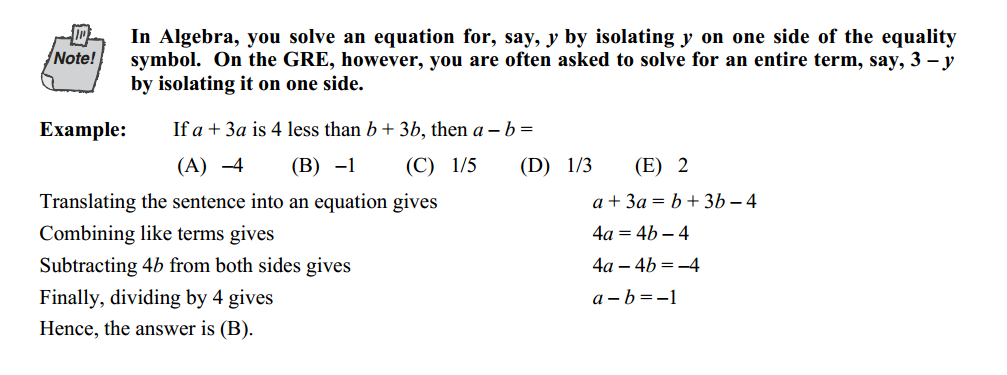 Note!
In Algebra, you solve an equation for, say, y by isolating y on one side of the equality
symbol. On the GRE, however, you are often asked to solve for an entire term, say, 3 – y
by isolating it on one side.
Example: If a + 3a is 4 less than b + 3b, then a – b =
(A) –4 (B) –1 (C) 1/5 (D) 1/3 (E) 2
Translating the sentence into an equation gives a + 3a = b + 3b – 4
Combining like terms gives 4a = 4b – 4
Subtracting 4b from both sides gives 4a – 4b = –4
Finally, dividing by 4 gives a – b = –1
Hence, the answer is (B).